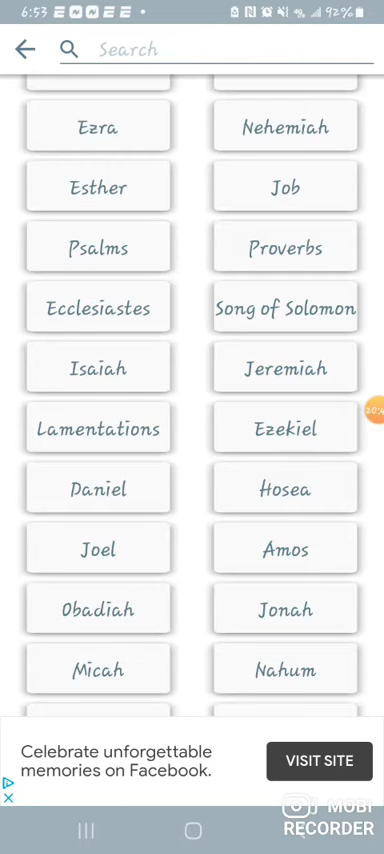 6:53 92%
Search
Ezra Nehemiah
Esther Job
Psalms Proverbs
Ecclesiastes Song of Solomon
Isaiah Jeremiah
Lamentations Ezekiel
Daniel Hosea
Joel Amos
Obadiah Jonah
Micah Nahum
Celebrate unforgettable
memories on Facebook.
VISIT SITE
MOBI
RECORDER